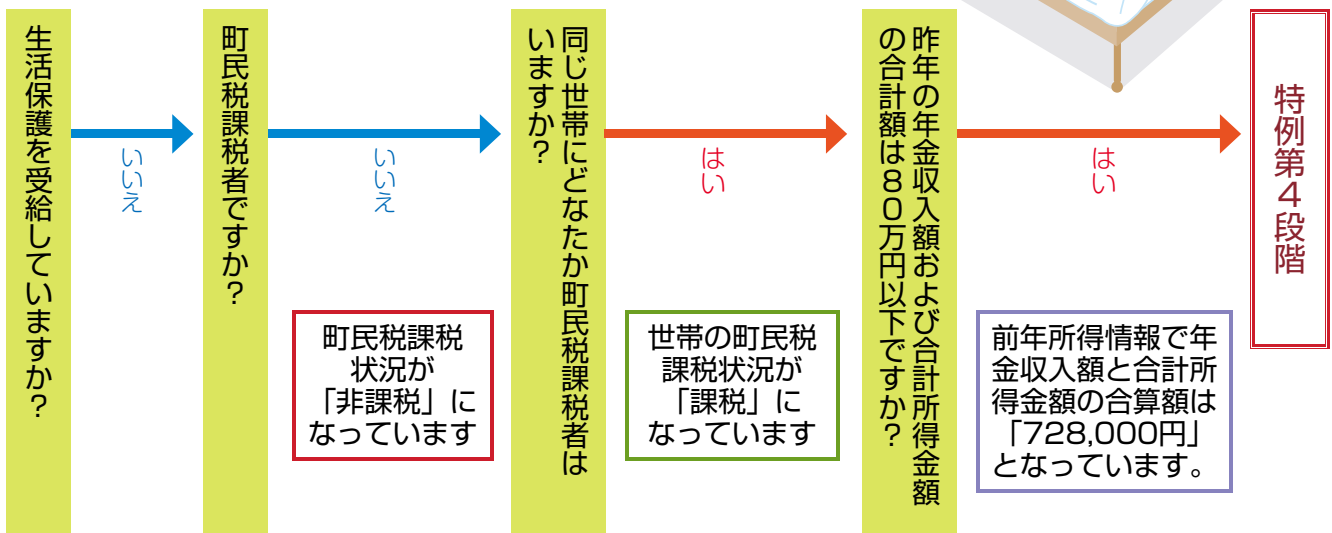 生活保護を受給していますか？
いいえ
町民税課税者ですか？
いいえ
町民税課税
状況が
「非課税」に
なっています
同じ世帯にどなたか町民税課税者は
いますか？
はい
世帯の町民税
課税状況が
「課税」に
なっています
昨年の年金収入額および合計所得金額
の合計額は８０万円以下ですか？
はい
前年所得情報で年
金収入額と合計所
得金額の合算額は
「728,000円」
となっています。
特例第４段階